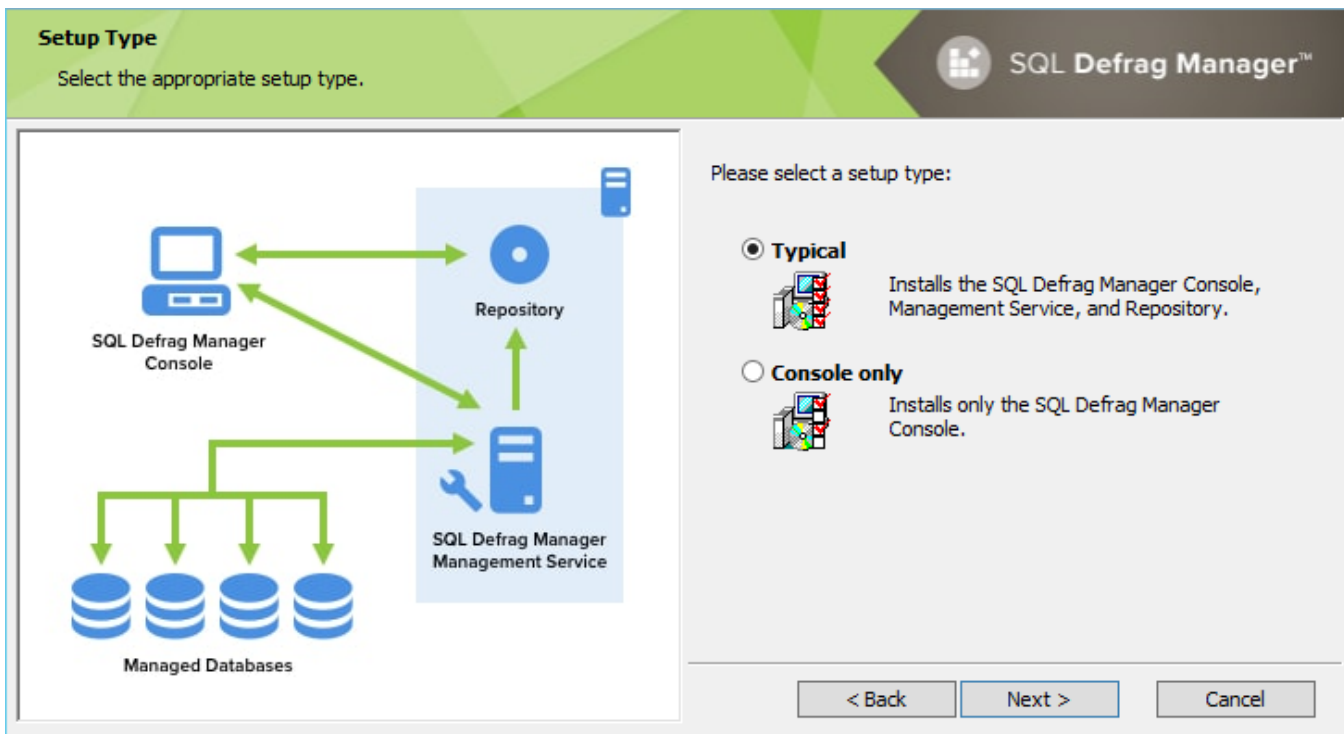 Setup Type
Select the appropriate setup type.
SQL Defrag Manager™
SQL Defrag Manager
Console
Repository
SQL Defrag Manager
Management Service
Managed Databases
Please select a setup type:
Typical
Installs the SQL Defrag Manager Console,
Management Service, and Repository.
Console only
Installs only the SQL Defrag Manager
Console.
< Back
Next >
Cancel